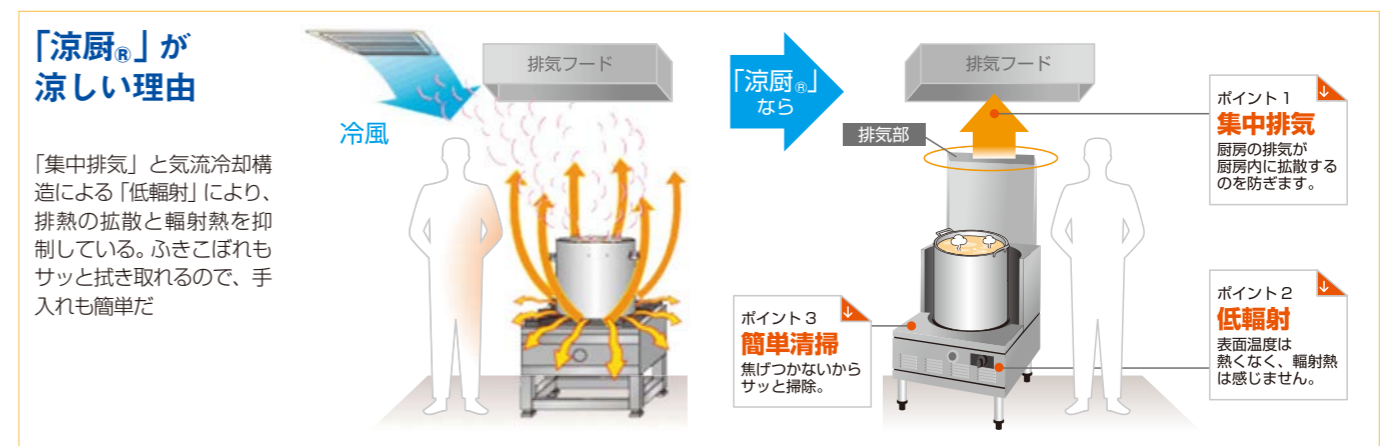 「涼厨®」が
涼しい理由
「集中排気」と気流冷却構
造による「低輻射」により、
排熱の拡散と輻射熱を抑
制している。ふきこぼれも
サッと拭き取れるので、手
入れも簡単だ
冷風
排気フード
「涼厨®」
なら
排気フード
排気部
ポイント1
集中排気
厨房の排気が
厨房内に拡散する
のを防ぎます。
ポイント2
低輻射
表面温度は
熱くなく、輻射熱
は感じません。
ポイント3
簡単清掃
焦げつかないから
サッと掃除。